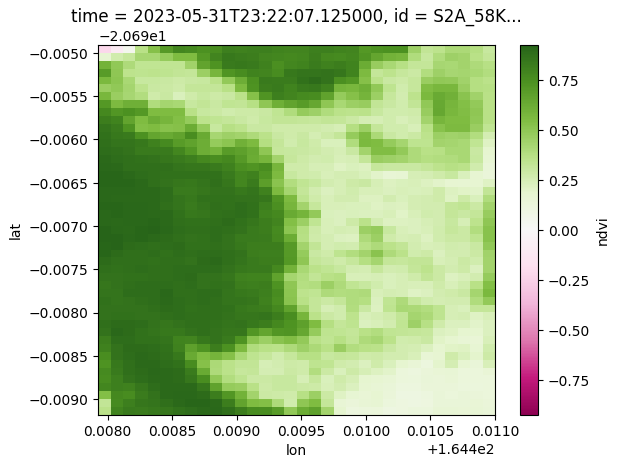 time = 2023-05-31T23:22:07.125000, id = S2A_58K...
−2.069e1
−0.0050
−0.0055
−0.0060
−0.0065
−0.0070
−0.0075
−0.0080
−0.0085
−0.0090
lat
0.0080 0.0085 0.0090 0.0095 0.0100 0.0105 0.0110
lon
+1.644e2
0.75
0.50
0.25
0.00
−0.25
−0.50
−0.75
ndvi